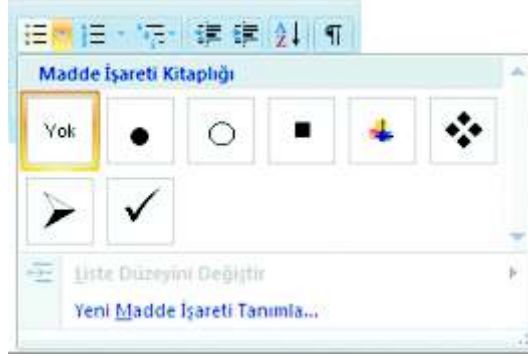 Madde İşareti Kitaplığı
Yok
Liste Düzeyini Değiştir
Yeni Madde İşareti Tanımla...